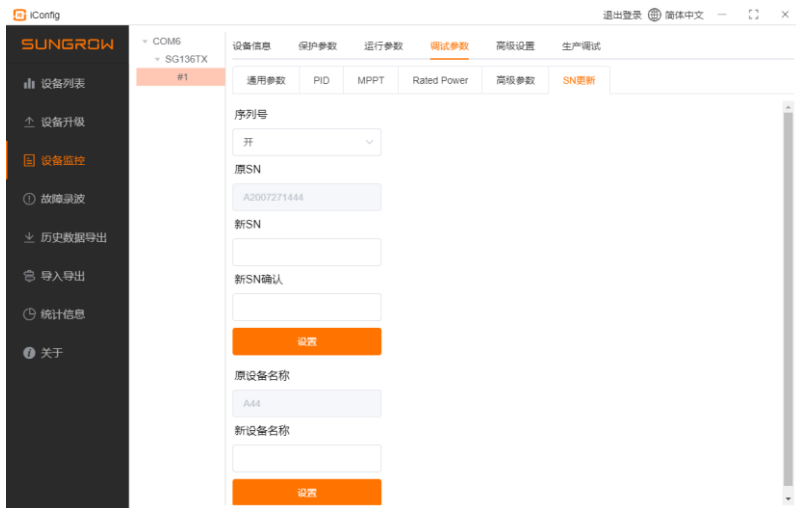 iConfig
退出登录 简体中文
SUNGROW
设备列表
设备升级
设备监控
故障录波
历史数据导出
导入导出
统计信息
关于
COM6
SG136TX
#1
设备信息 保护参数 运行参数 调试参数 高级设置 生产调试
通用参数 PID MPPT Rated Power 高级参数 SN更新
序列号
开
原SN
A2007271444
新SN
新SN确认
设置
原设备名称
A44
新设备名称
设置